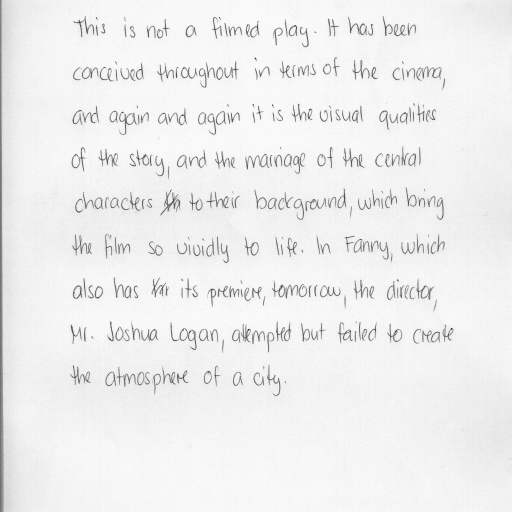 This is not a filmed play. It has been
conceived throughout in terms of the cinema,
and again and again it is the visual qualities
of the story, and the marriage of the central
characters to their background, which bring
the film so vividly to life. In Fanny, which
also has its premiere, tomorrow, the director,
Mr. Joshua Logan, attempted but failed to create
the atmosphere of a city.